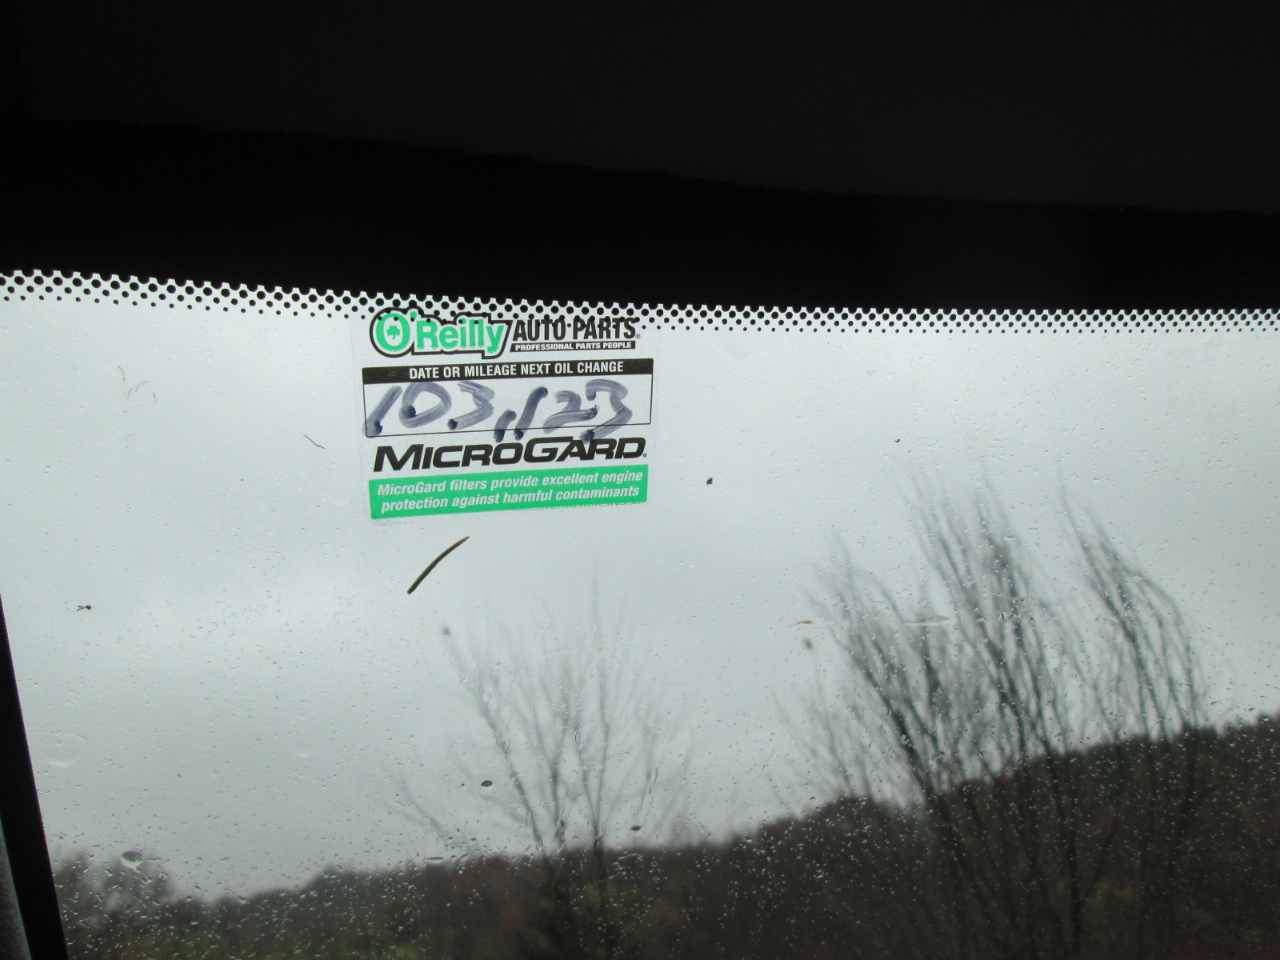 O'Reilly AUTO PARTS®
PROFESSIONAL PARTS PEOPLE
DATE OR MILEAGE NEXT OIL CHANGE
103,123
MICROGARD®
MicroGard filters provide excellent engine
protection against harmful contaminants